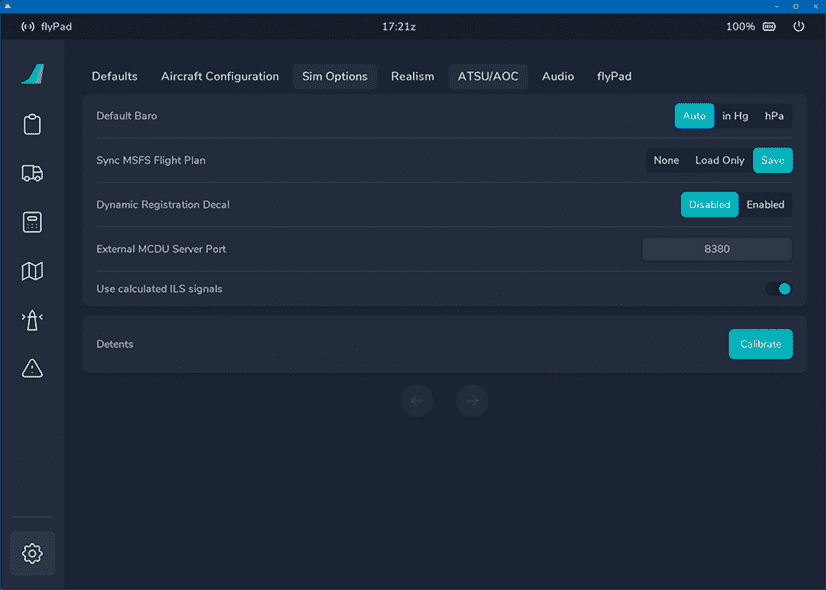 flyPad 17:21z 100%
Defaults Aircraft Configuration Sim Options Realism ATSU/AOC Audio flyPad
Default Baro Auto in Hg hPa
Sync MSFS Flight Plan None Load Only Save
Dynamic Registration Decal Disabled Enabled
External MCDU Server Port 8380
Use calculated ILS signals
Detents Calibrate